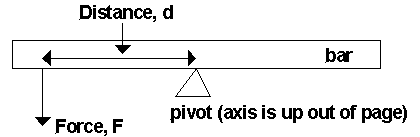 Distance, d
bar
pivot (axis is up out of page)
Force, F